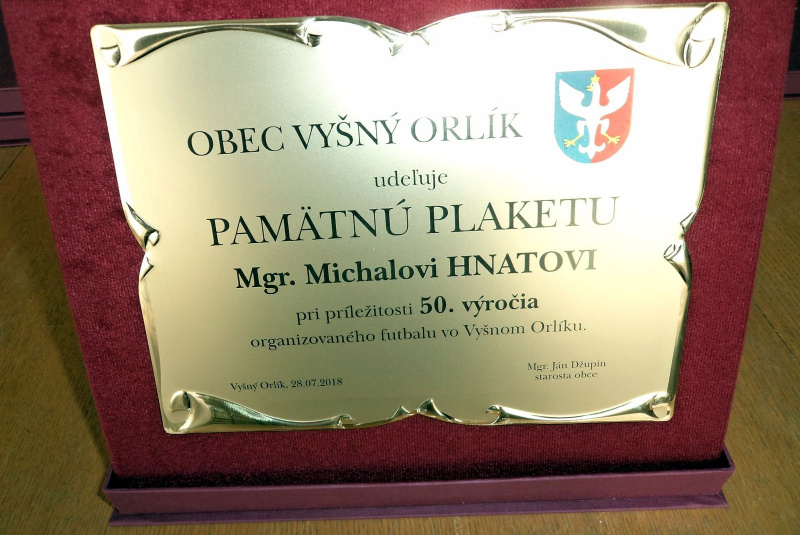 OBEC VYŠNÝ ORLÍK
udeľuje
PAMÄTNÚ PLAKETU
Mgr. Michalovi HNATOVI
pri príležitosti 50. výročia
organizovaného futbalu vo Vyšnom Orlíku.
Mgr. Ján Džupin
starosta obce
Vyšný Orlík, 28.07.2018